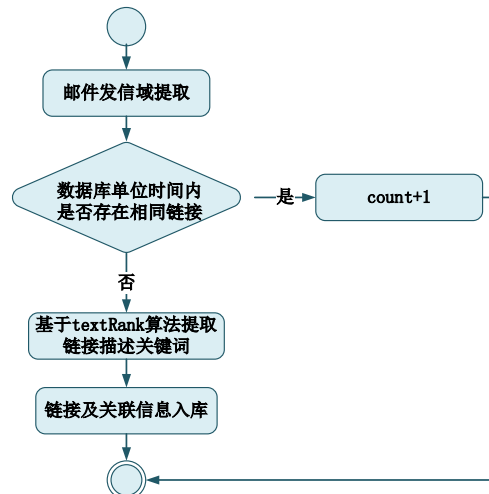 邮件发信域提取
数据库单位时间内
是否存在相同链接
是
count+1
否
基于textRank算法提取
链接描述关键词
链接及关联信息入库